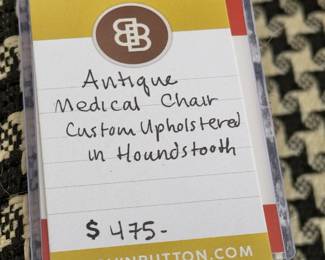 Antique
Medical Chair
Custom Upholstered
in Houndstooth
$ 475-